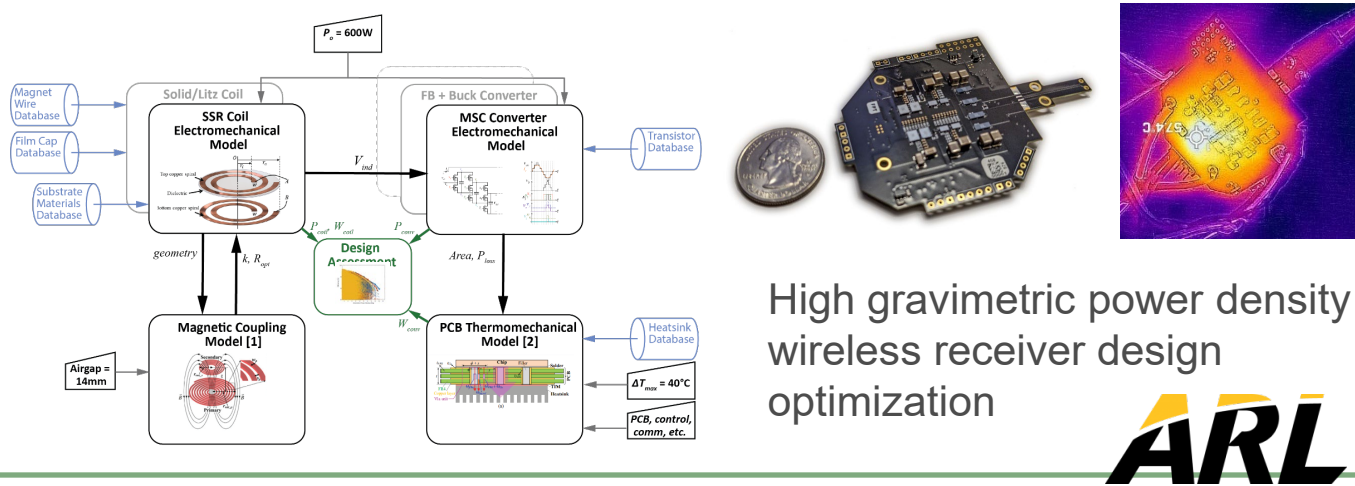 P_o = 600W
Magnet
Wire
Database
Film Cap
Database
Substrate
Materials
Database
Solid/Litz Coil
SSR Coil
Electromechanical
Model
Top copper spiral
Dielectric
Bottom copper spiral
V_ind
FB + Buck Converter
MSC Converter
Electromechanical
Model
Transistor
Database
P_coil, W_coil
P_conv
Design
Assessment
geometry
k, R_opt
Area, P_loss
W_conv
Magnetic Coupling
Model [1]
Secondary
Primary
Airgap =
14mm
PCB Thermomechanical
Model [2]
Chip
Filler
Solder
PCB
TIM
Heatsink
Heatsink
Database
ΔT_max = 40°C
PCB, control,
comm, etc.
57.4°C
High gravimetric power density
wireless receiver design
optimization
ARL